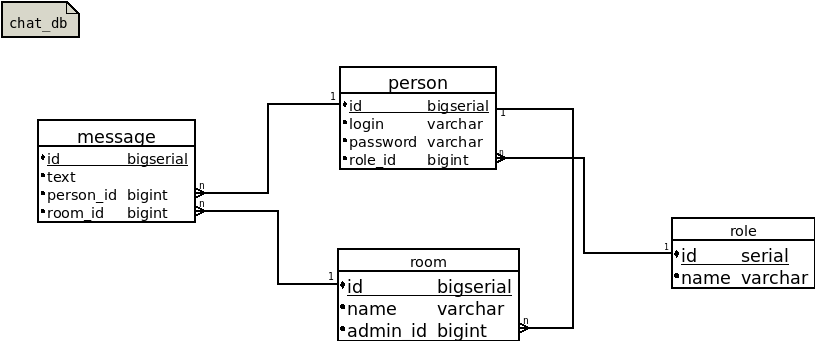 chat_db
person
id bigserial
login varchar
password varchar
role_id bigint
1
1
n
message
id bigserial
text
person_id bigint
room_id bigint
n
n
role
id serial
name varchar
1
room
id bigserial
name varchar
admin_id bigint
1
n